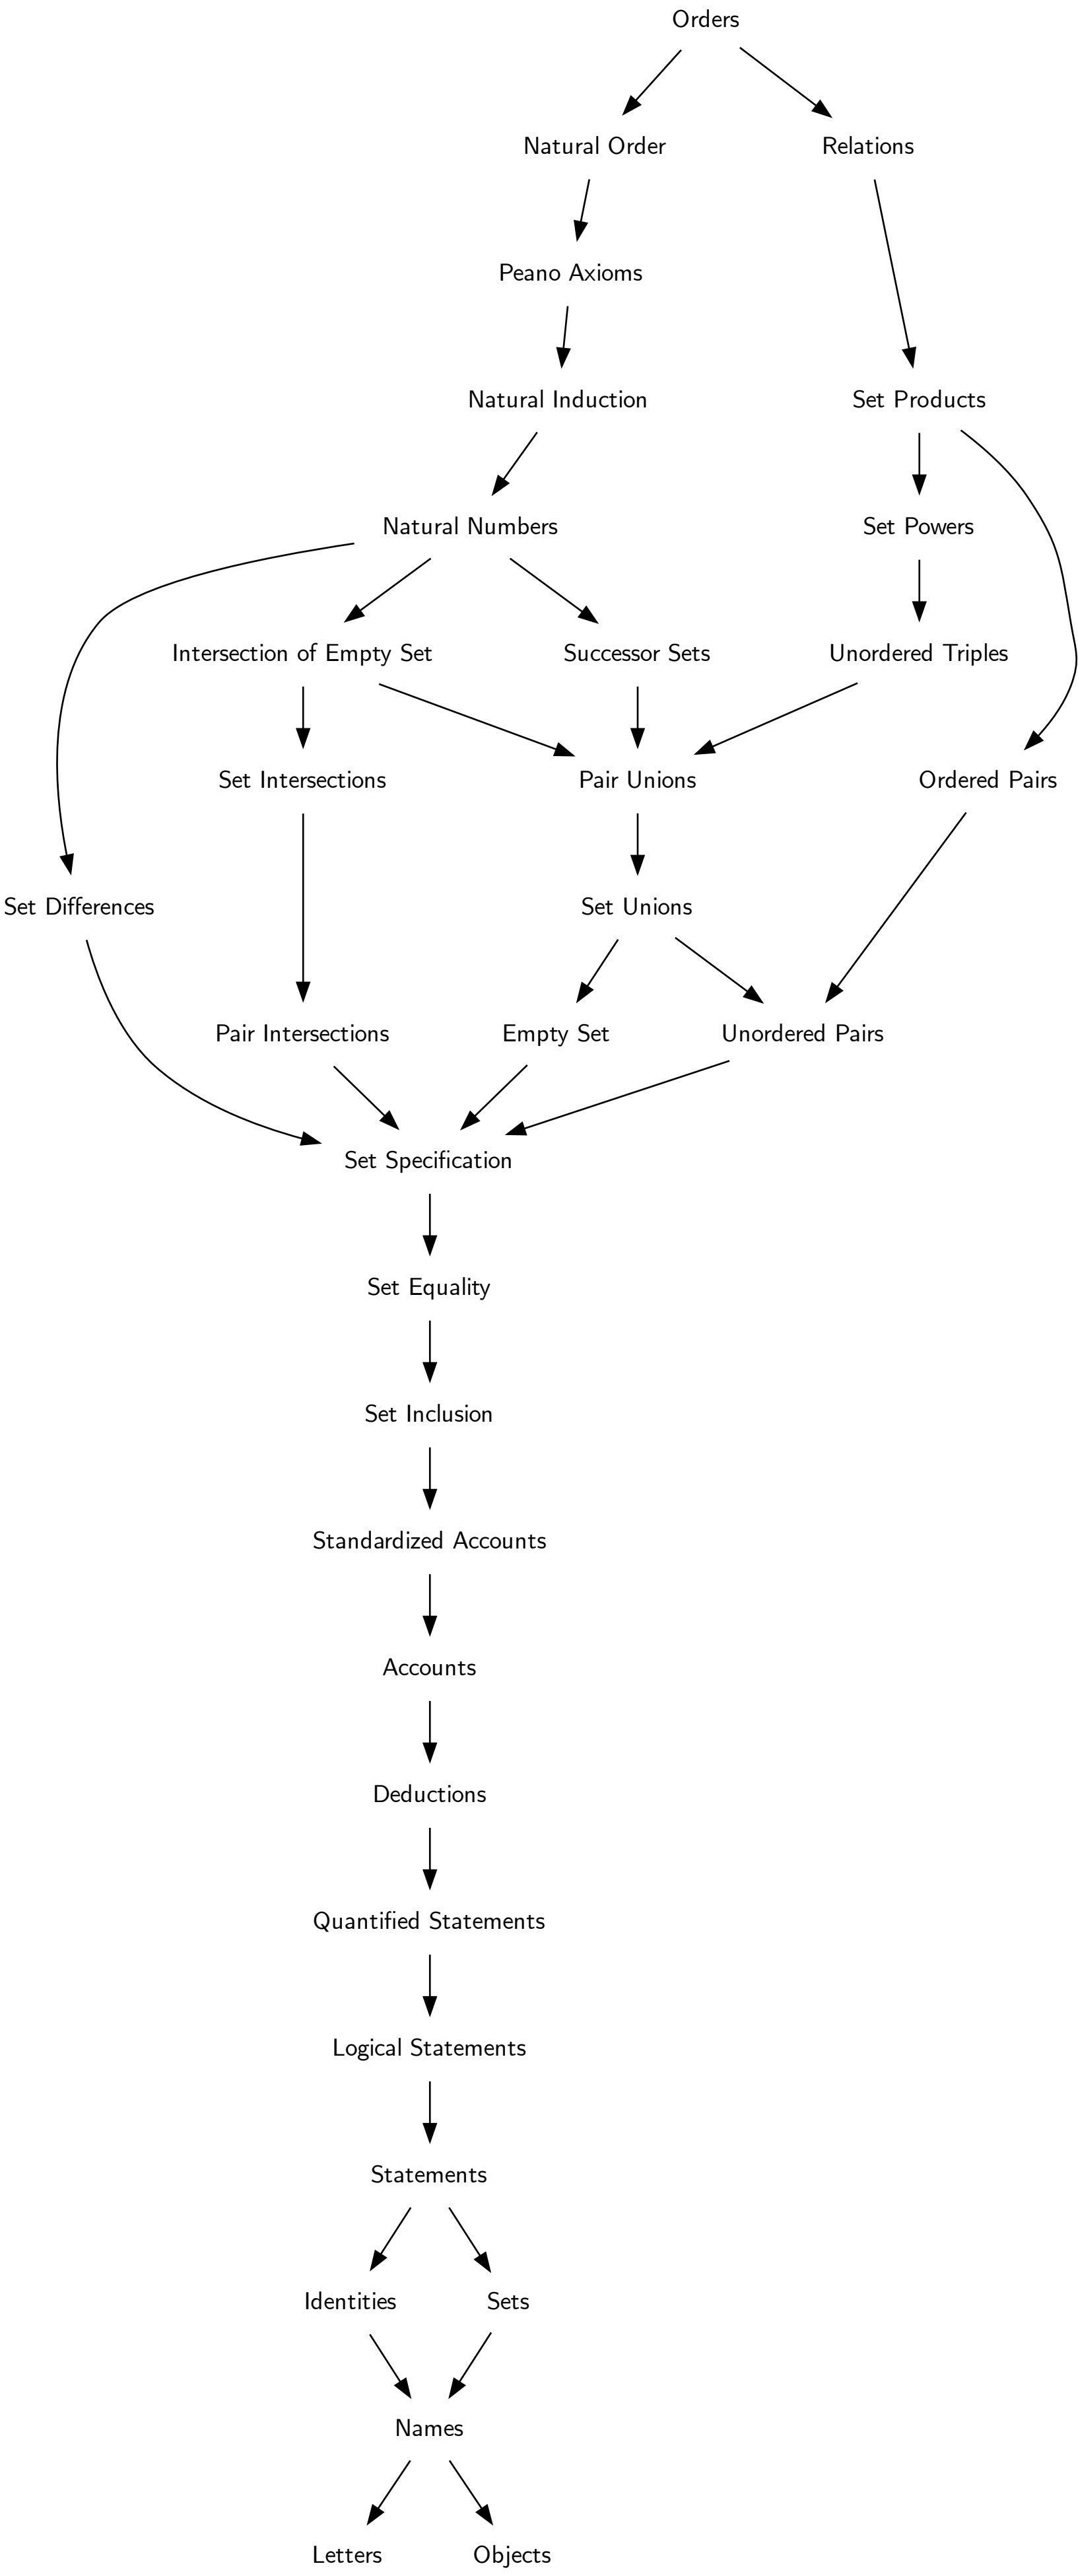 Orders
Natural Order
Relations
Peano Axioms
Natural Induction
Set Products
Natural Numbers
Set Powers
Intersection of Empty Set
Successor Sets
Unordered Triples
Set Intersections
Pair Unions
Ordered Pairs
Set Differences
Set Unions
Pair Intersections
Empty Set
Unordered Pairs
Set Specification
Set Equality
Set Inclusion
Standardized Accounts
Accounts
Deductions
Quantified Statements
Logical Statements
Statements
Identities
Sets
Names
Letters
Objects